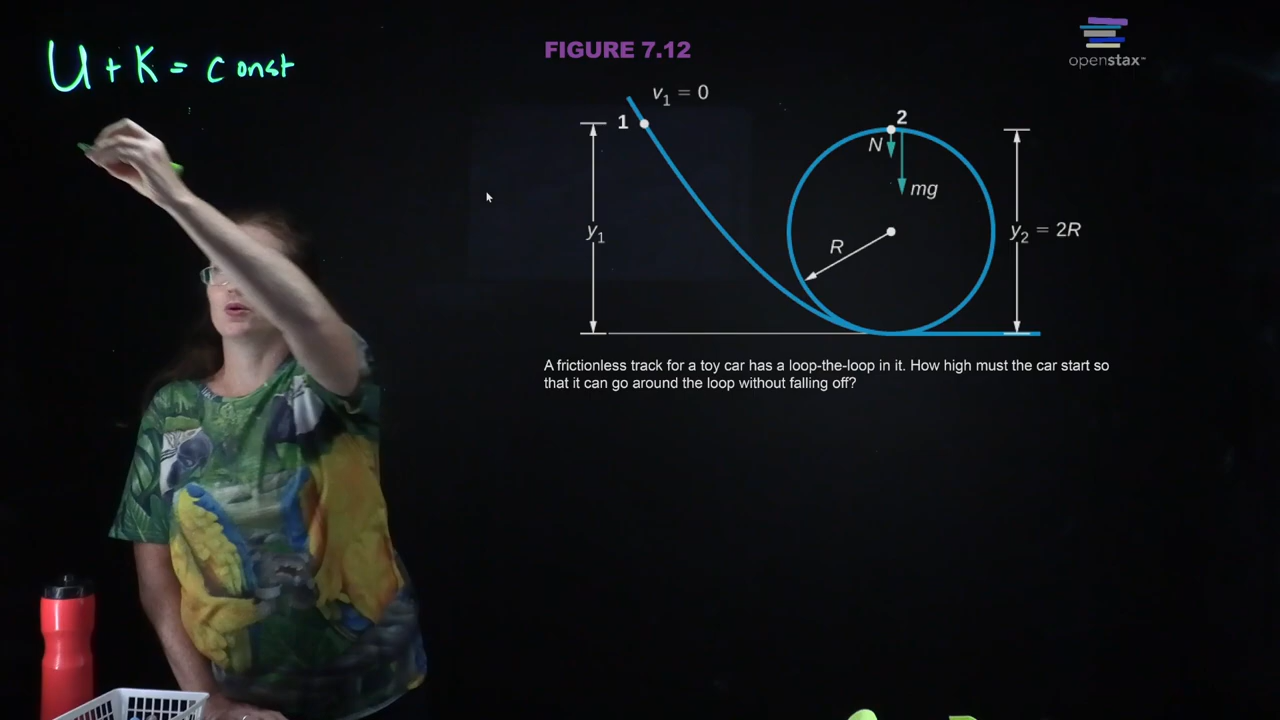 U + K = const
FIGURE 7.12
openstax™
v₁ = 0
1
2
N
mg
y₁
R
y₂ = 2R
A frictionless track for a toy car has a loop-the-loop in it. How high must the car start so
that it can go around the loop without falling off?